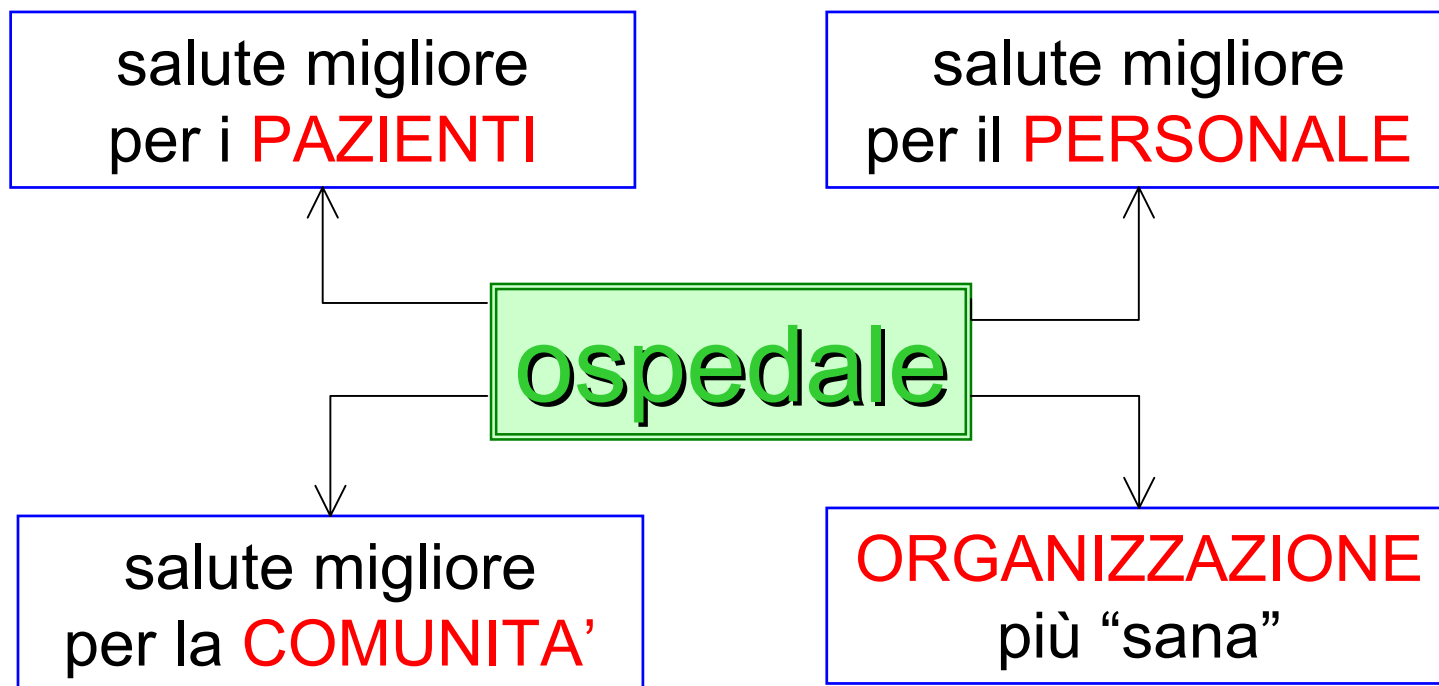 salute migliore
per i PAZIENTI
salute migliore
per il PERSONALE
ospedale
salute migliore
per la COMUNITA’
ORGANIZZAZIONE
più “sana”